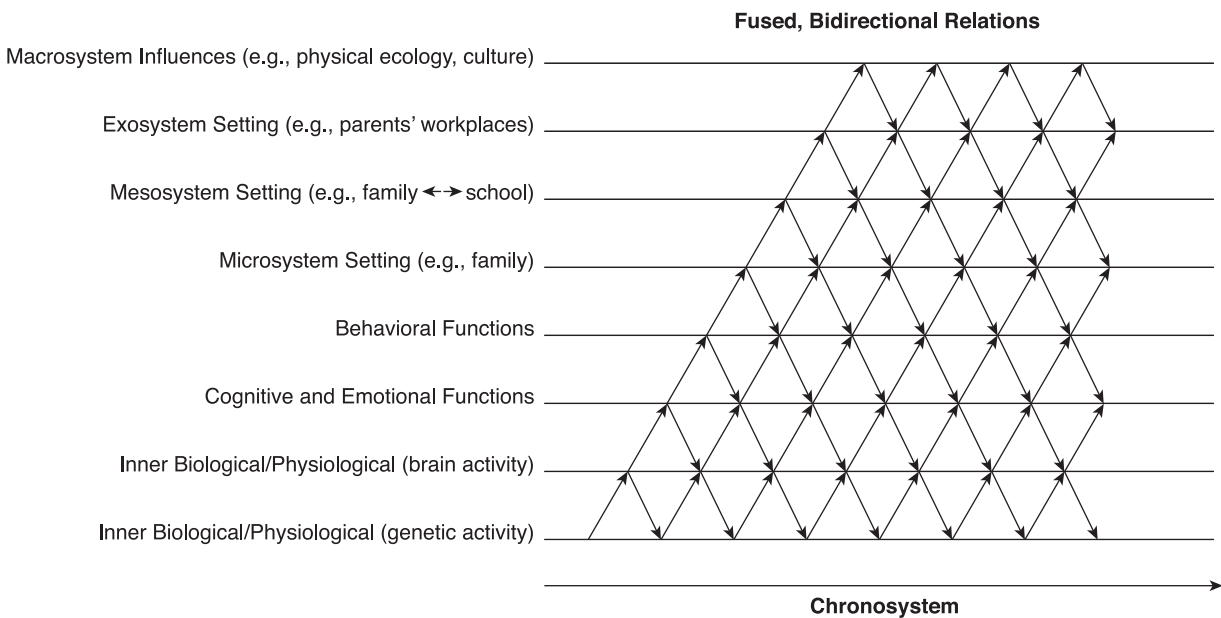 Fused, Bidirectional Relations
Macrosystem Influences (e.g., physical ecology, culture)
Exosystem Setting (e.g., parents’ workplaces)
Mesosystem Setting (e.g., family ←→ school)
Microsystem Setting (e.g., family)
Behavioral Functions
Cognitive and Emotional Functions
Inner Biological/Physiological (brain activity)
Inner Biological/Physiological (genetic activity)
Chronosystem